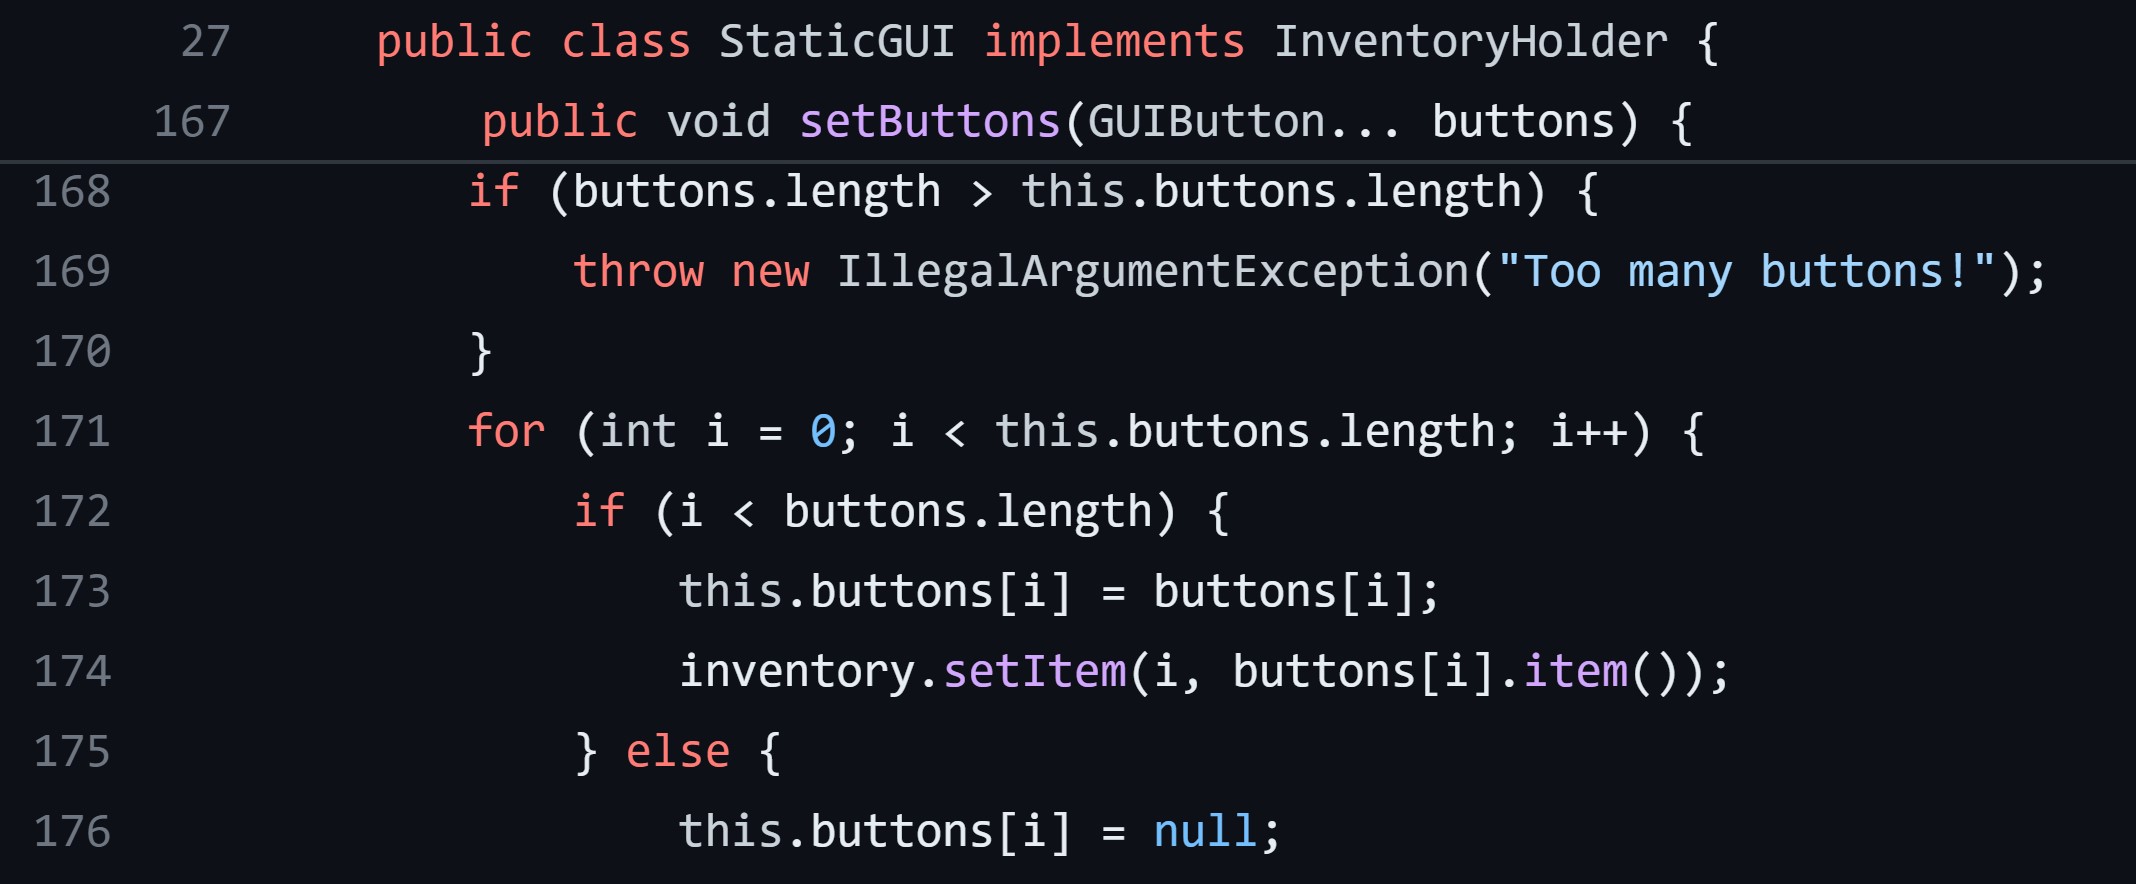 27 public class StaticGUI implements InventoryHolder {
167 public void setButtons(GUIButton... buttons) {
168 if (buttons.length > this.buttons.length) {
169 throw new IllegalArgumentException("Too many buttons!");
170 }
171 for (int i = 0; i < this.buttons.length; i++) {
172 if (i < buttons.length) {
173 this.buttons[i] = buttons[i];
174 inventory.setItem(i, buttons[i].item());
175 } else {
176 this.buttons[i] = null;